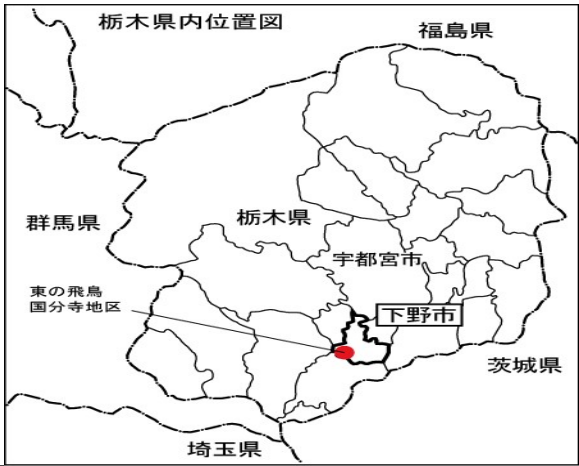 栃木県内位置図
福島県
群馬県
栃木県
宇都宮市
東の飛鳥
国分寺地区
下野市
茨城県
埼玉県